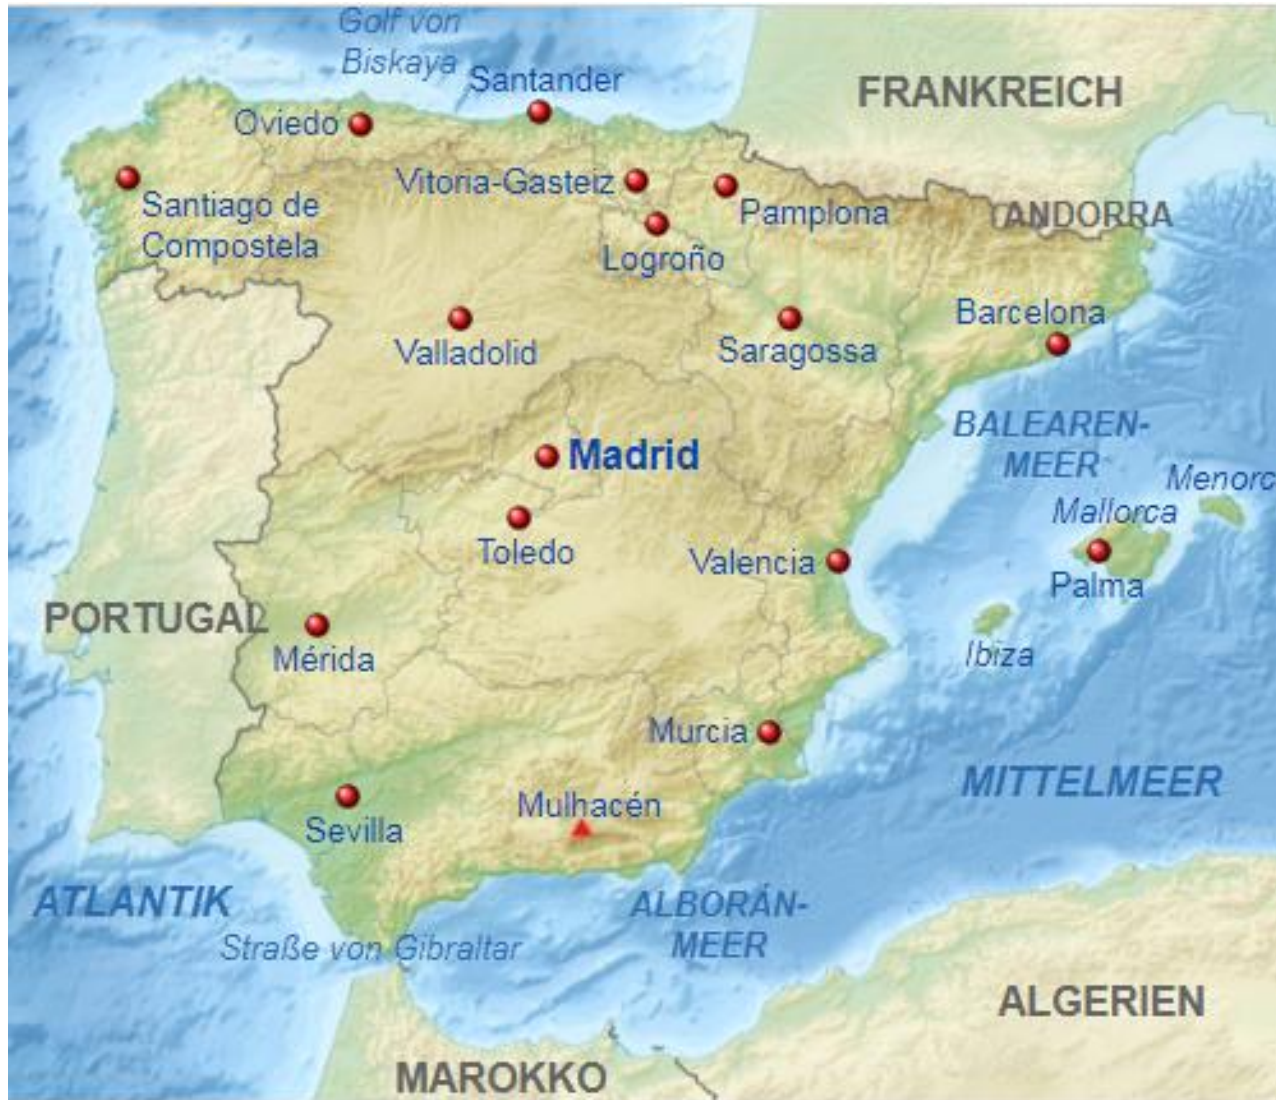 Golf von
Biskaya
Santander
FRANKREICH
Oviedo
Vitoria-Gasteiz
Pamplona
Santiago de
Compostela
ANDORRA
Logroño
Barcelona
Valladolid
Saragossa
BALEAREN-
MEER
Madrid
Menorc
Mallorca
Toledo
Valencia
Palma
PORTUGAL
Mérida
Ibiza
Murcia
MITTELMEER
Mulhacén
Sevilla
ATLANTIK
ALBORÁN-
MEER
Straße von Gibraltar
ALGERIEN
MAROKKO